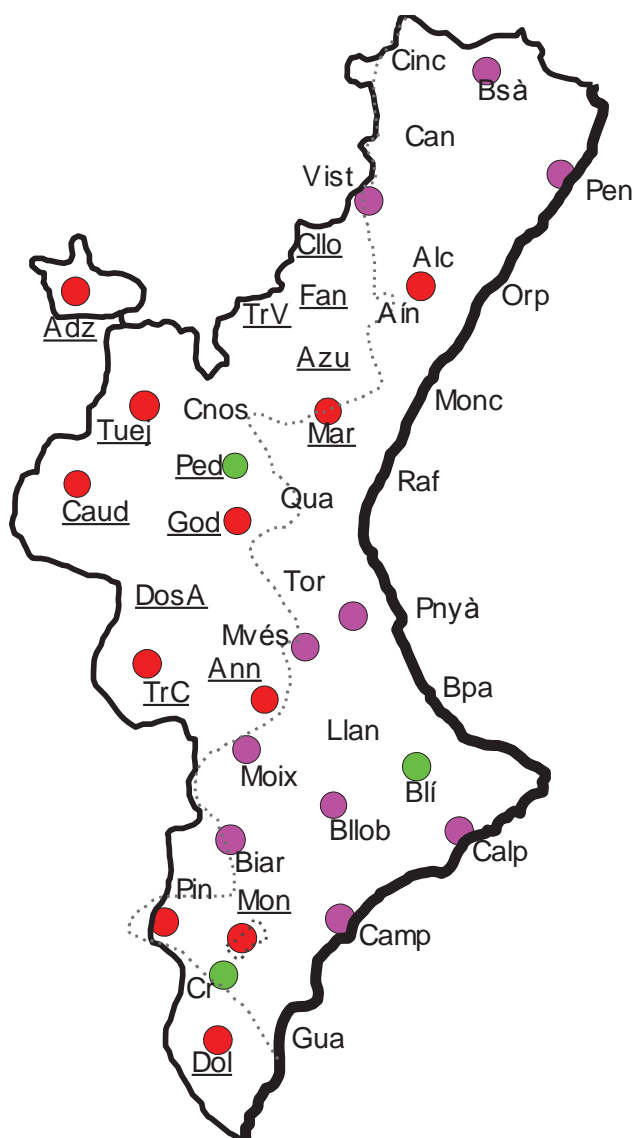 Cinc
Bsà
Can
Vist
Pen
Cllo
Alc
Fan
Orp
TrV
Aín
Adz
Azu
Monc
Cnos
Tuej
Mar
Ped
Raf
Qua
Caud
God
Tor
DosA
Pnyà
Mvés
Ann
TrC
Bpa
Llan
Moix
Blí
Bllob
Calp
Biar
Pin
Mon
Camp
Cr
Gua
Dol